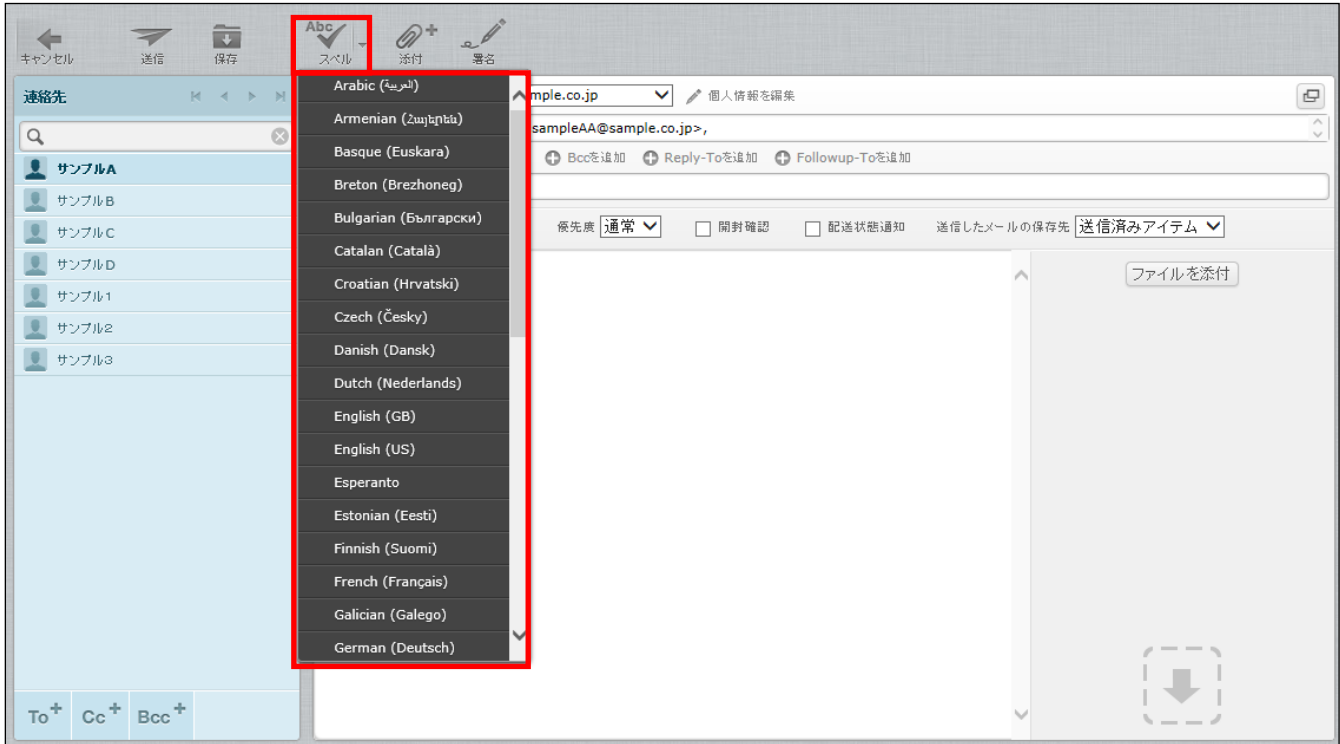 Abc
キャンセル 送信 保存 スペル 添付 署名
連絡先
サンプルA
サンプルB
サンプルC
サンプルD
サンプル1
サンプル2
サンプル3
To+ Cc+ Bcc+
Arabic (العربية)
Armenian (Հայերեն)
Basque (Euskara)
Breton (Brezhoneg)
Bulgarian (Български)
Catalan (Català)
Croatian (Hrvatski)
Czech (Česky)
Danish (Dansk)
Dutch (Nederlands)
English (GB)
English (US)
Esperanto
Estonian (Eesti)
Finnish (Suomi)
French (Français)
Galician (Galego)
German (Deutsch)
mple.co.jp 個人情報を編集
sampleAA@sample.co.jp>,
Bccを追加 Reply-Toを追加 Followup-Toを追加
優先度 通常 開封確認 配送状態通知 送信したメールの保存先 送信済みアイテム
ファイルを添付